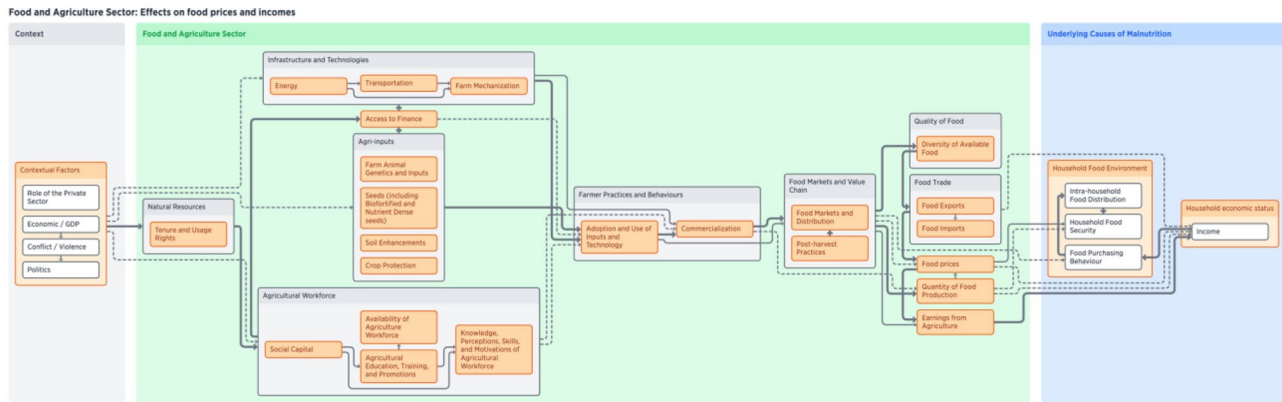 Food and Agriculture Sector: Effects on food prices and incomes
Context
Food and Agriculture Sector
Underlying Causes of Malnutrition
Contextual Factors
Role of the Private
Sector
Economic / GDP
Conflict / Violence
Politics
Natural Resources
Tenure and Usage
Rights
Infrastructure and Technologies
Energy
Transportation
Farm Mechanization
Access to Finance
Agri-inputs
Farm Animal
Genetics and Inputs
Seeds (including
Biofortified and
Nutrient Dense
seeds)
Soil Enhancements
Crop Protection
Agricultural Workforce
Social Capital
Availability of
Agriculture
Workforce
Agricultural
Education, Training,
and Promotions
Knowledge,
Perceptions, Skills,
and Motivations of
Agricultural
Workforce
Farmer Practices and Behaviours
Adoption and Use of
Inputs and
Technology
Commercialization
Food Markets and Value
Chain
Food Markets and
Distribution
Post-harvest
Practices
Quality of Food
Diversity of Available
Food
Food Trade
Food Exports
Food Imports
Food prices
Quantity of Food
Production
Earnings from
Agriculture
Household Food Environment
Intra-household
Food Distribution
Household Food
Security
Food Purchasing
Behaviour
Household economic status
Income